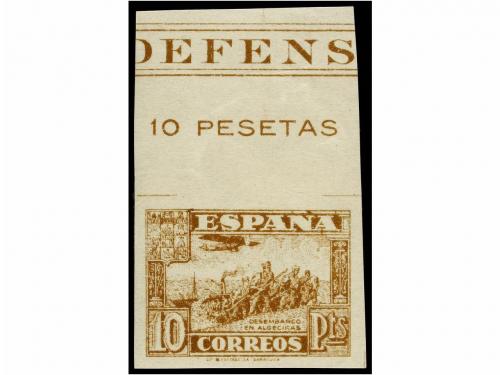 DEFENS
10 PESETAS
ESPAÑA
DESEMBARCO
EN ALGECIRAS
10 CORREOS Pts